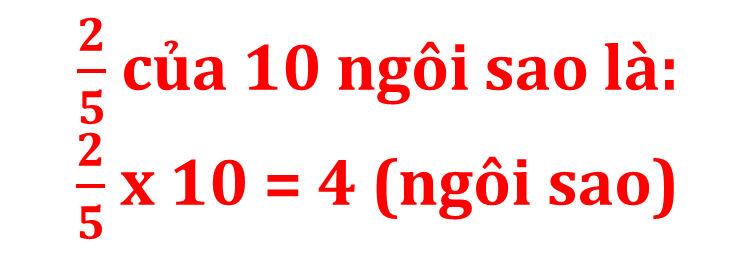 2/5 của 10 ngôi sao là:
2/5 x 10 = 4 (ngôi sao)